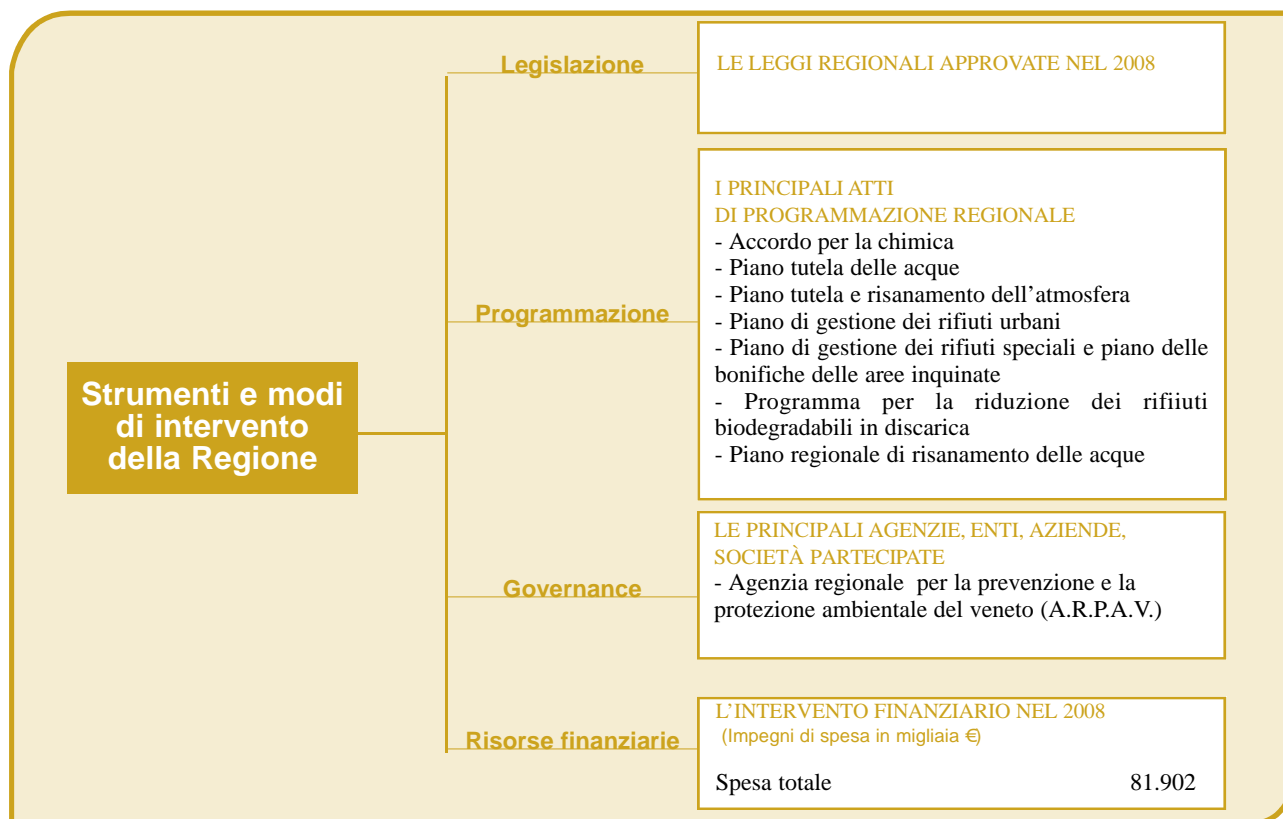 Strumenti e modi
di intervento
della Regione
Legislazione
LE LEGGI REGIONALI APPROVATE NEL 2008
Programmazione
I PRINCIPALI ATTI
DI PROGRAMMAZIONE REGIONALE
- Accordo per la chimica
- Piano tutela delle acque
- Piano tutela e risanamento dell’atmosfera
- Piano di gestione dei rifiuti urbani
- Piano di gestione dei rifiuti speciali e piano delle
bonifiche delle aree inquinate
- Programma per la riduzione dei rifiiuti
biodegradabili in discarica
- Piano regionale di risanamento delle acque
Governance
LE PRINCIPALI AGENZIE, ENTI, AZIENDE,
SOCIETÀ PARTECIPATE
- Agenzia regionale per la prevenzione e la
protezione ambientale del veneto (A.R.P.A.V.)
Risorse finanziarie
L’INTERVENTO FINANZIARIO NEL 2008
(Impegni di spesa in migliaia €)
Spesa totale 81.902